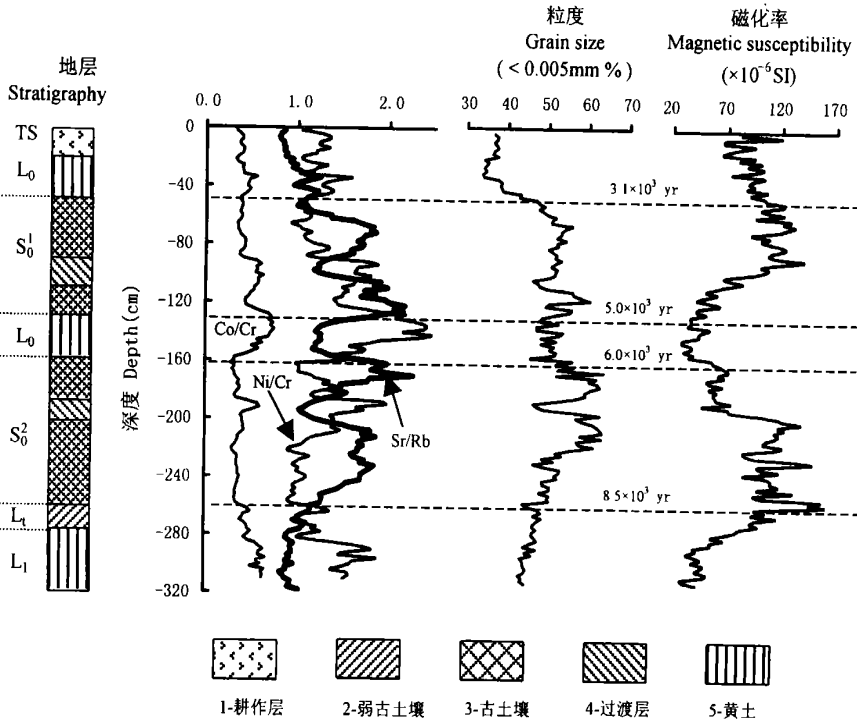 粒度
Grain size
(<0.005mm %)
磁化率
Magnetic susceptibility
(×10⁻⁶SI)
地层
Stratigraphy
0.0 1.0 2.0
30 40 50 60 70
20 70 120 170
TS
L₀
S₀¹
L₀
S₀²
Lₜ
L₁
深度 Depth(cm)
0
-40
-80
-120
-160
-200
-240
-280
-320
Co/Cr
Ni/Cr
Sr/Rb
3 1×10³ yr
5.0×10³ yr
6.0×10³ yr
8 5×10³ yr
1-耕作层 2-弱古土壤 3-古土壤 4-过渡层 5-黄土